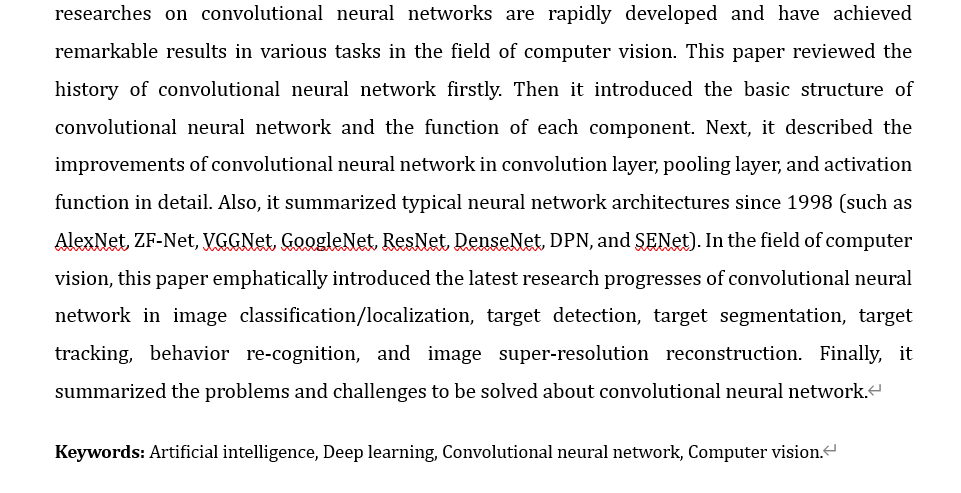 researches on convolutional neural networks are rapidly developed and have achieved
remarkable results in various tasks in the field of computer vision. This paper reviewed the
history of convolutional neural network firstly. Then it introduced the basic structure of
convolutional neural network and the function of each component. Next, it described the
improvements of convolutional neural network in convolution layer, pooling layer, and activation
function in detail. Also, it summarized typical neural network architectures since 1998 (such as
AlexNet, ZF-Net, VGGNet, GoogleNet, ResNet, DenseNet, DPN, and SENet). In the field of computer
vision, this paper emphatically introduced the latest research progresses of convolutional neural
network in image classification/localization, target detection, target segmentation, target
tracking, behavior re-cognition, and image super-resolution reconstruction. Finally, it
summarized the problems and challenges to be solved about convolutional neural network.
Keywords: Artificial intelligence, Deep learning, Convolutional neural network, Computer vision.